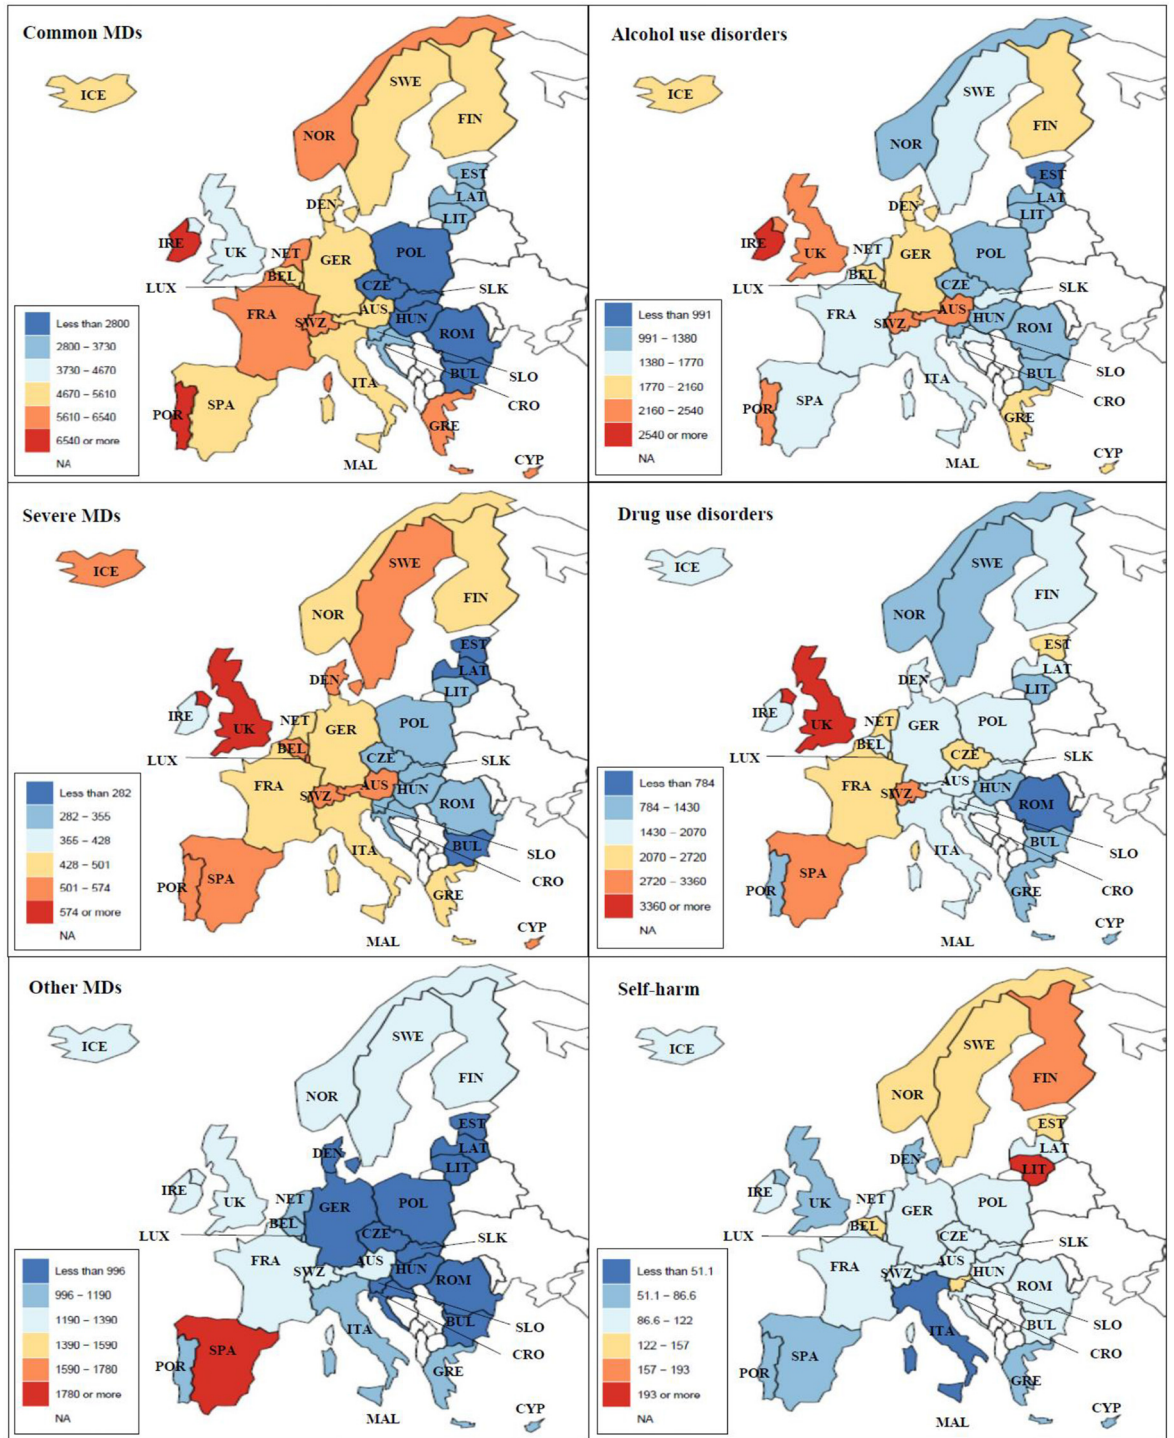 Common MDs
ICE
SWE
FIN
NOR
EST
LAT
LIT
DEN
IRE
UK
NET
GER
POL
BEL
LUX
CZE
SLK
FRA
AUS
SWZ
HUN
ROM
ITA
BUL
SLO
CRO
POR
SPA
GRE
CYP
MAL
Less than 2800
2800 – 3730
3730 – 4670
4670 – 5610
5610 – 6540
6540 or more
NA
Alcohol use disorders
ICE
SWE
FIN
NOR
EST
LAT
LIT
DEN
IRE
UK
NET
GER
POL
BEL
LUX
CZE
SLK
FRA
AUS
SWZ
HUN
ROM
ITA
BUL
SLO
CRO
POR
SPA
GRE
CYP
MAL
Less than 991
991 – 1380
1380 – 1770
1770 – 2160
2160 – 2540
2540 or more
NA
Severe MDs
ICE
SWE
FIN
NOR
EST
LAT
LIT
DEN
IRE
UK
NET
GER
POL
BEL
LUX
CZE
SLK
FRA
AUS
SWZ
HUN
ROM
ITA
BUL
SLO
CRO
POR
SPA
GRE
CYP
MAL
Less than 282
282 – 355
355 – 428
428 – 501
501 – 574
574 or more
NA
Drug use disorders
ICE
SWE
FIN
NOR
EST
LAT
LIT
DEN
IRE
UK
NET
GER
POL
BEL
LUX
CZE
SLK
FRA
AUS
SWZ
HUN
ROM
ITA
BUL
SLO
CRO
POR
SPA
GRE
CYP
MAL
Less than 784
784 – 1430
1430 – 2070
2070 – 2720
2720 – 3360
3360 or more
NA
Other MDs
ICE
SWE
FIN
NOR
EST
LAT
LIT
DEN
IRE
UK
NET
GER
POL
BEL
LUX
CZE
SLK
FRA
AUS
SWZ
HUN
ROM
ITA
BUL
SLO
CRO
POR
SPA
GRE
CYP
MAL
Less than 996
996 – 1190
1190 – 1390
1390 – 1590
1590 – 1780
1780 or more
NA
Self-harm
ICE
SWE
FIN
NOR
EST
LAT
LIT
DEN
IRE
UK
NET
GER
POL
BEL
LUX
CZE
SLK
FRA
AUS
SWZ
HUN
ROM
ITA
BUL
SLO
CRO
POR
SPA
GRE
CYP
MAL
Less than 51.1
51.1 – 86.6
86.6 – 122
122 – 157
157 – 193
193 or more
NA